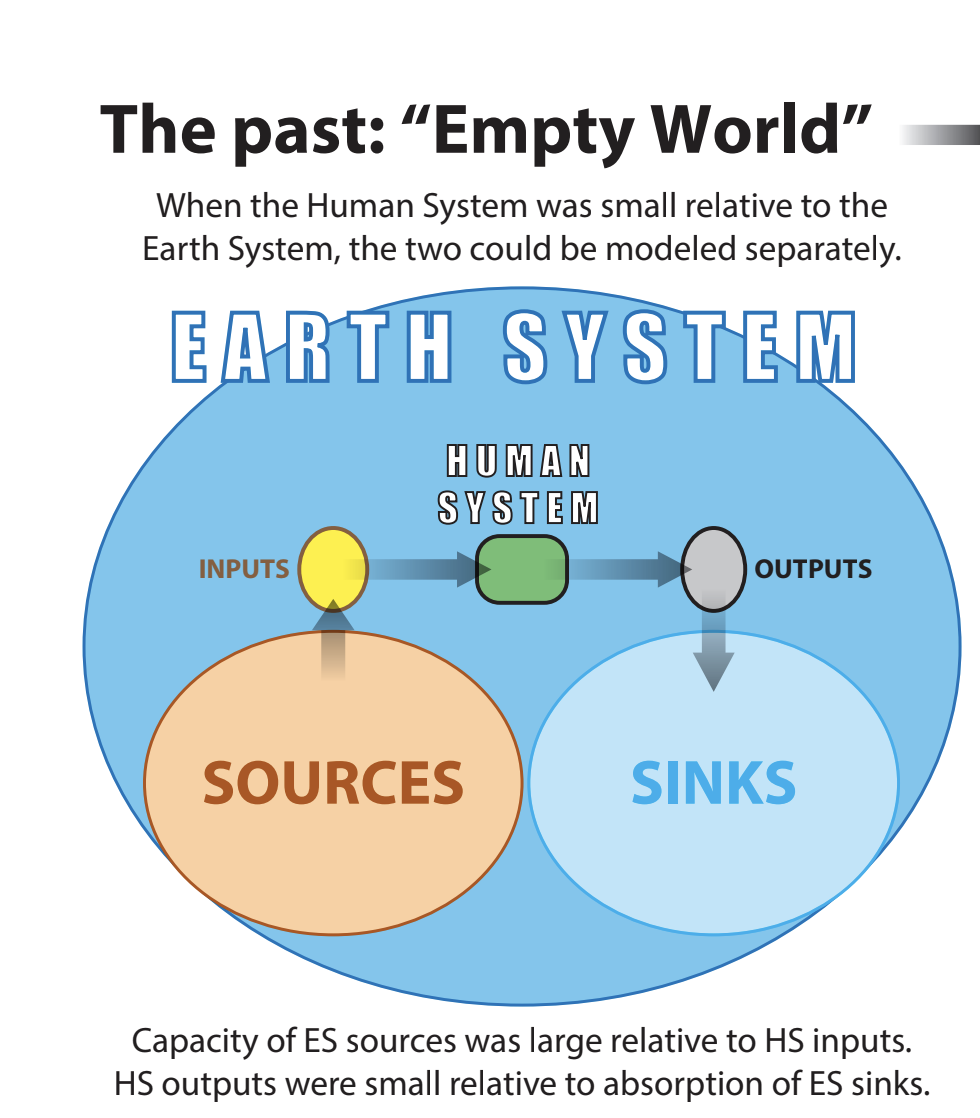 The past: “Empty World”
When the Human System was small relative to the
Earth System, the two could be modeled separately.
EARTH SYSTEM
HUMAN
SYSTEM
INPUTS
OUTPUTS
SOURCES
SINKS
Capacity of ES sources was large relative to HS inputs.
HS outputs were small relative to absorption of ES sinks.